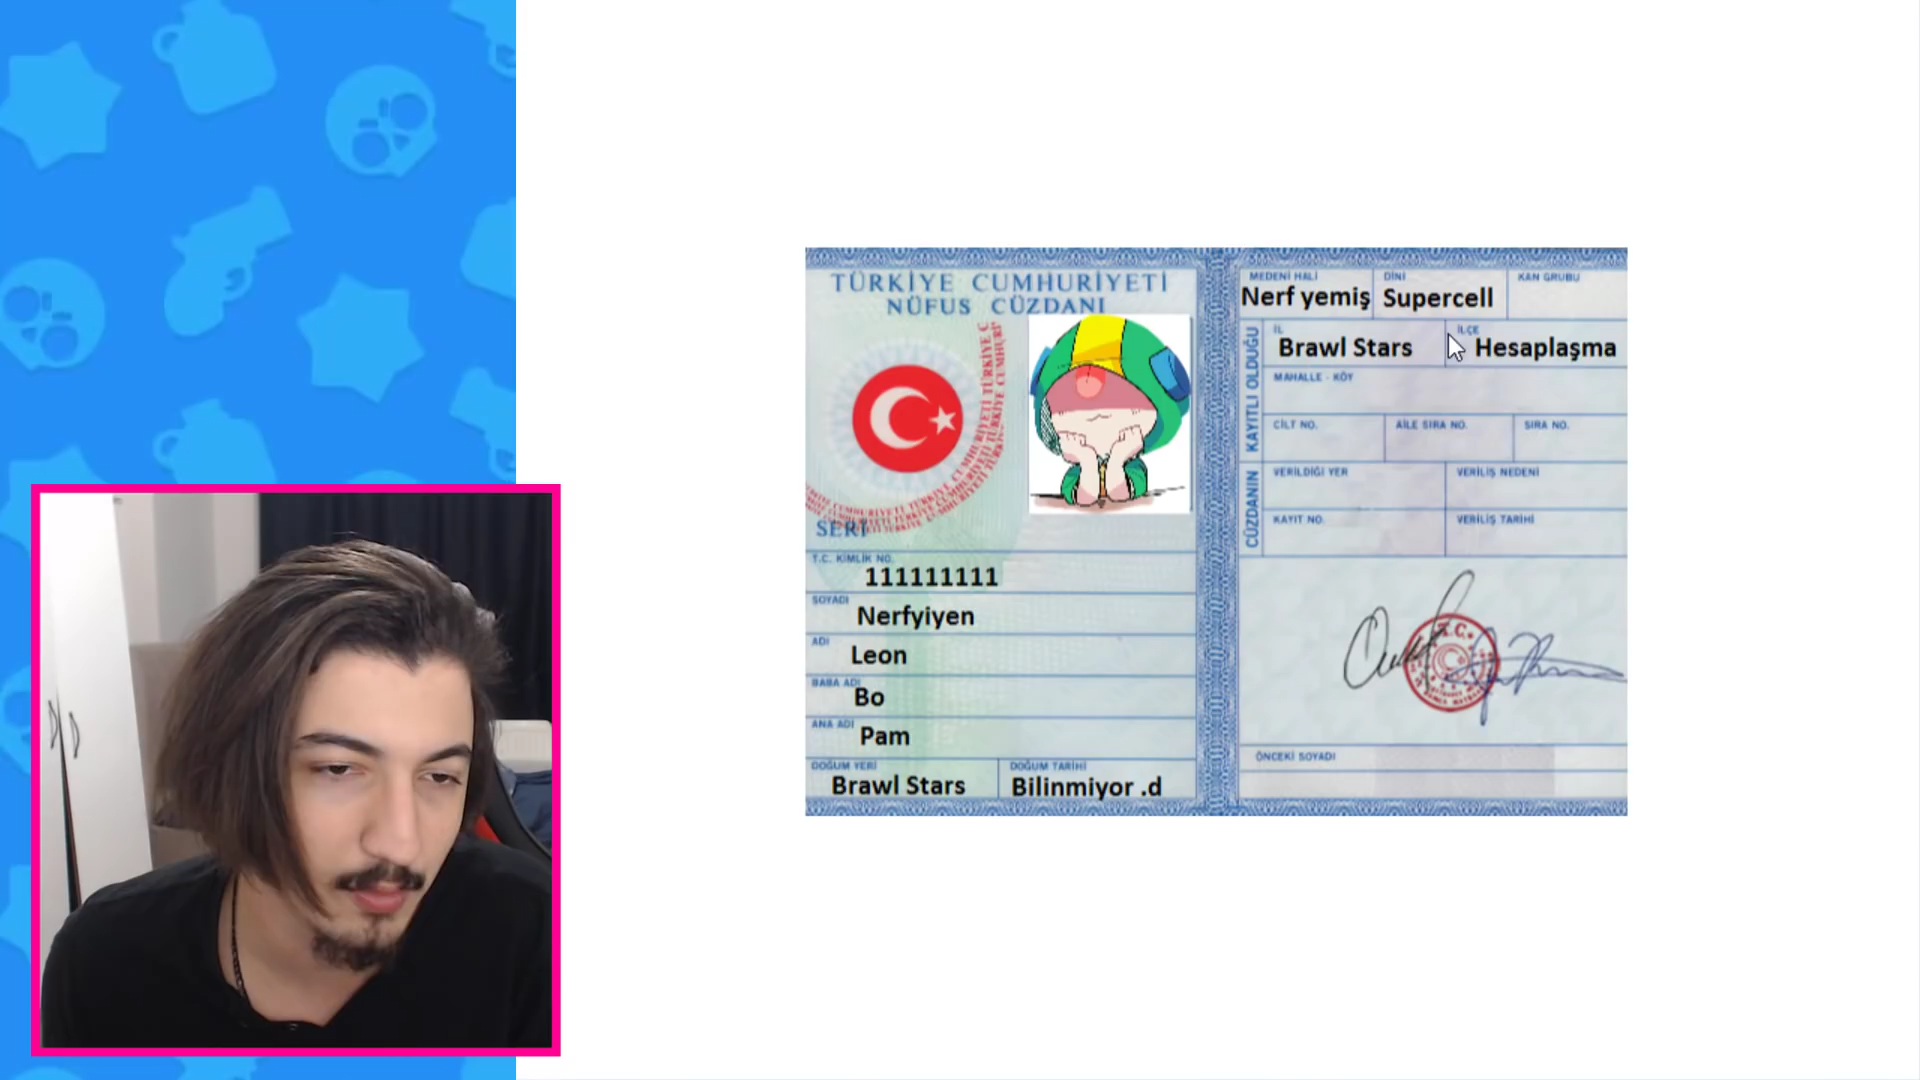 TÜRKİYE CUMHURİYETİ
NÜFUS CÜZDANI
SERİ
T.C. KİMLİK NO.
111111111
SOYADI
Nerfyiyen
ADI
Leon
BABA ADI
Bo
ANA ADI
Pam
DOĞUM YERİ
Brawl Stars
DOĞUM TARİHİ
Bilinmiyor .d
MEDENİ HALİ
Nerf yemiş
DİNİ
Supercell
KAN GRUBU
CÜZDANIN KAYITLI OLDUĞU
İL
Brawl Stars
İLÇE
Hesaplaşma
MAHALLE - KÖY
CİLT NO.
AİLE SIRA NO.
SIRA NO.
VERİLDİĞİ YER
VERİLİŞ NEDENİ
KAYIT NO.
VERİLİŞ TARİHİ
T.C.
ÖNCEKİ SOYADI